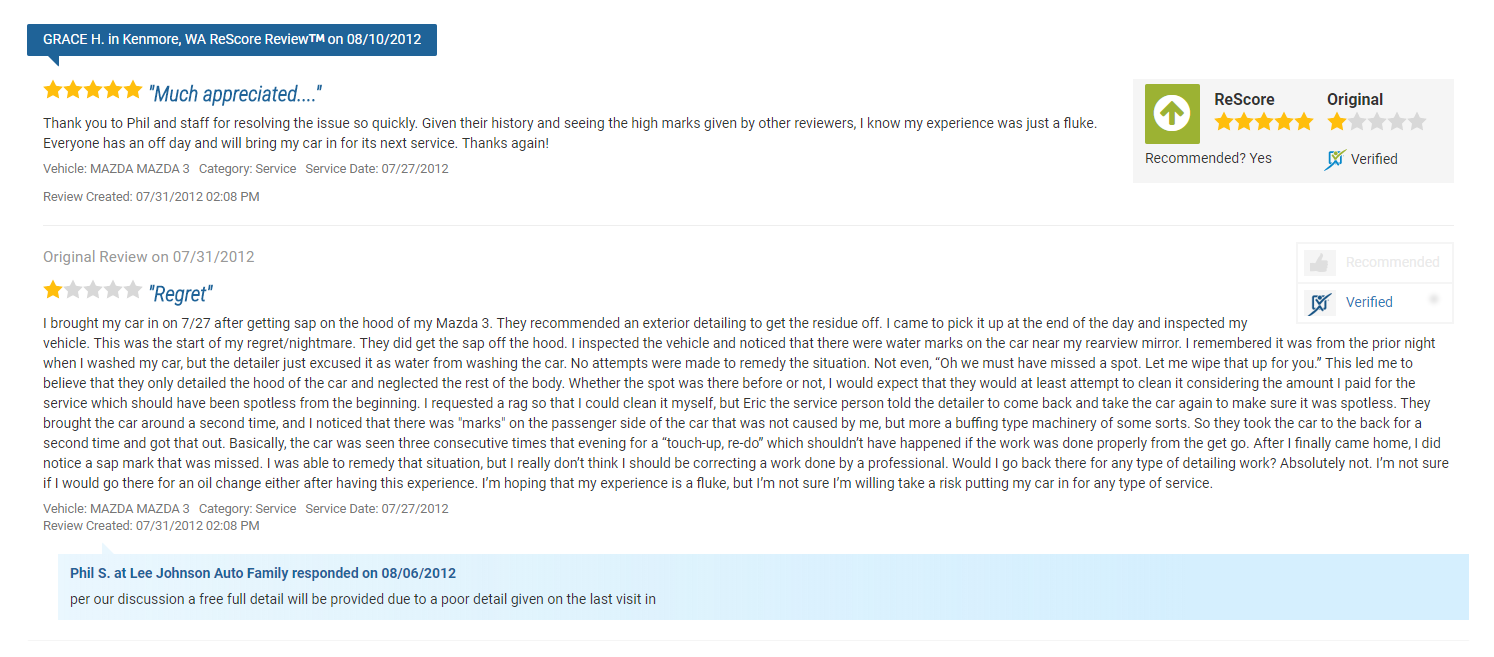 GRACE H. in Kenmore, WA ReScore Review™ on 08/10/2012
"Much appreciated...."
Thank you to Phil and staff for resolving the issue so quickly. Given their history and seeing the high marks given by other reviewers, I know my experience was just a fluke.
Everyone has an off day and will bring my car in for its next service. Thanks again!
Vehicle: MAZDA MAZDA 3 Category: Service Service Date: 07/27/2012
Review Created: 07/31/2012 02:08 PM
ReScore Original
Recommended? Yes Verified
Original Review on 07/31/2012
Recommended
Verified
"Regret"
I brought my car in on 7/27 after getting sap on the hood of my Mazda 3. They recommended an exterior detailing to get the residue off. I came to pick it up at the end of the day and inspected my
vehicle. This was the start of my regret/nightmare. They did get the sap off the hood. I inspected the vehicle and noticed that there were water marks on the car near my rearview mirror. I remembered it was from the prior night
when I washed my car, but the detailer just excused it as water from washing the car. No attempts were made to remedy the situation. Not even, “Oh we must have missed a spot. Let me wipe that up for you.” This led me to
believe that they only detailed the hood of the car and neglected the rest of the body. Whether the spot was there before or not, I would expect that they would at least attempt to clean it considering the amount I paid for the
service which should have been spotless from the beginning. I requested a rag so that I could clean it myself, but Eric the service person told the detailer to come back and take the car again to make sure it was spotless. They
brought the car around a second time, and I noticed that there was "marks" on the passenger side of the car that was not caused by me, but more a buffing type machinery of some sorts. So they took the car to the back for a
second time and got that out. Basically, the car was seen three consecutive times that evening for a “touch-up, re-do” which shouldn’t have happened if the work was done properly from the get go. After I finally came home, I did
notice a sap mark that was missed. I was able to remedy that situation, but I really don’t think I should be correcting a work done by a professional. Would I go back there for any type of detailing work? Absolutely not. I’m not sure
if I would go there for an oil change either after having this experience. I’m hoping that my experience is a fluke, but I’m not sure I’m willing take a risk putting my car in for any type of service.
Vehicle: MAZDA MAZDA 3 Category: Service Service Date: 07/27/2012
Review Created: 07/31/2012 02:08 PM
Phil S. at Lee Johnson Auto Family responded on 08/06/2012
per our discussion a free full detail will be provided due to a poor detail given on the last visit in